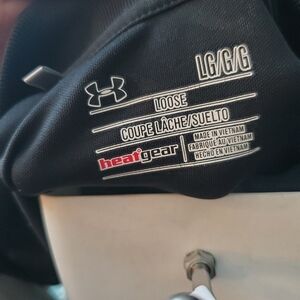 LG/G/G
LOOSE
COUPE LÂCHE/SUELTO
heatgear
MADE IN VIETNAM
FABRIQUÉ AU VIETNAM
HECHO EN VIETNAM